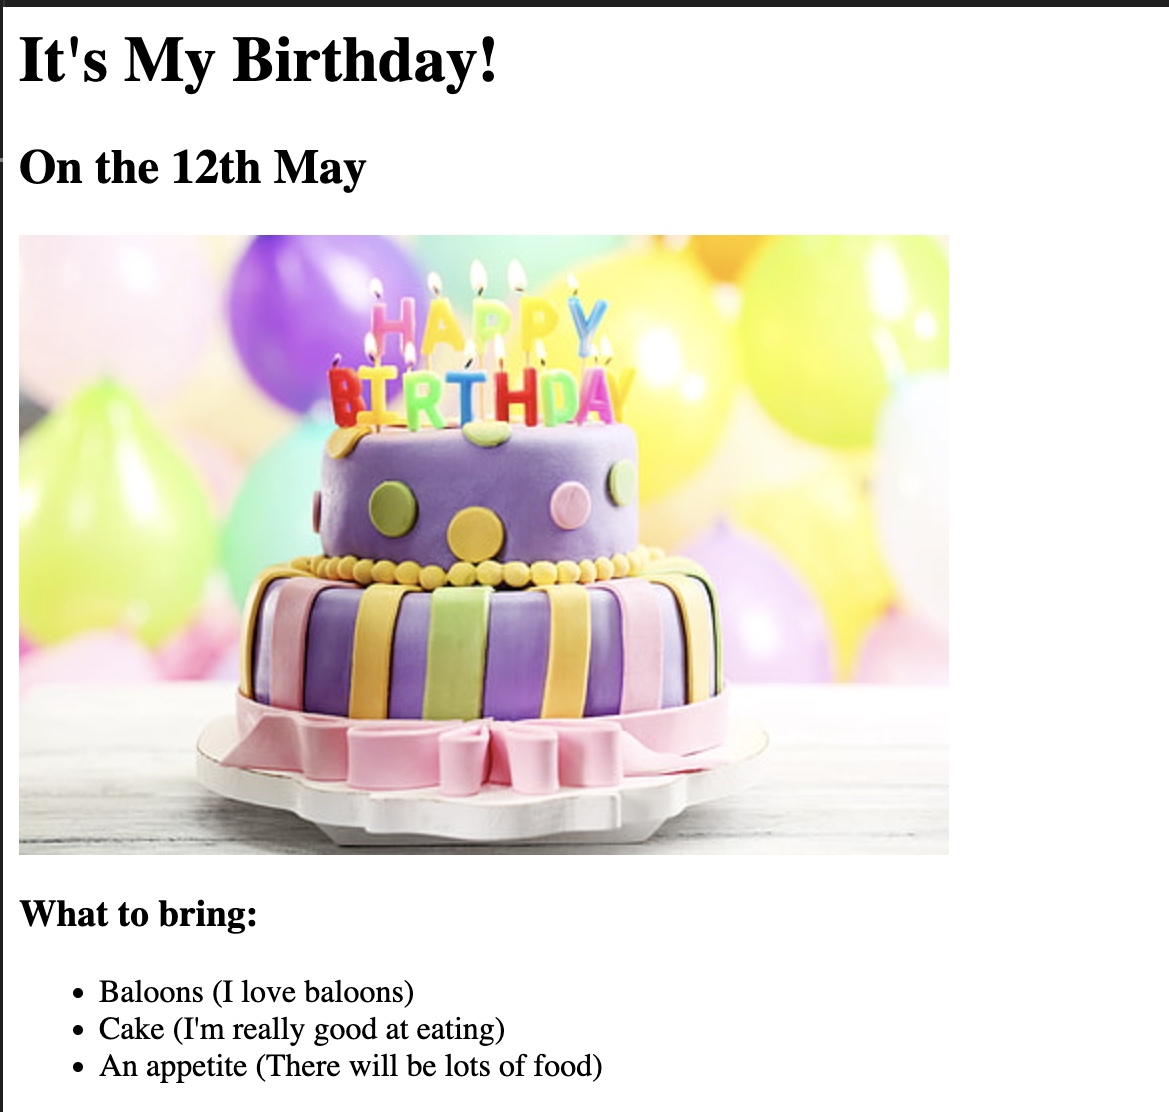 It's My Birthday!
On the 12th May
HAPPY
BIRTHDAY
What to bring:
Baloons (I love baloons)
Cake (I'm really good at eating)
An appetite (There will be lots of food)